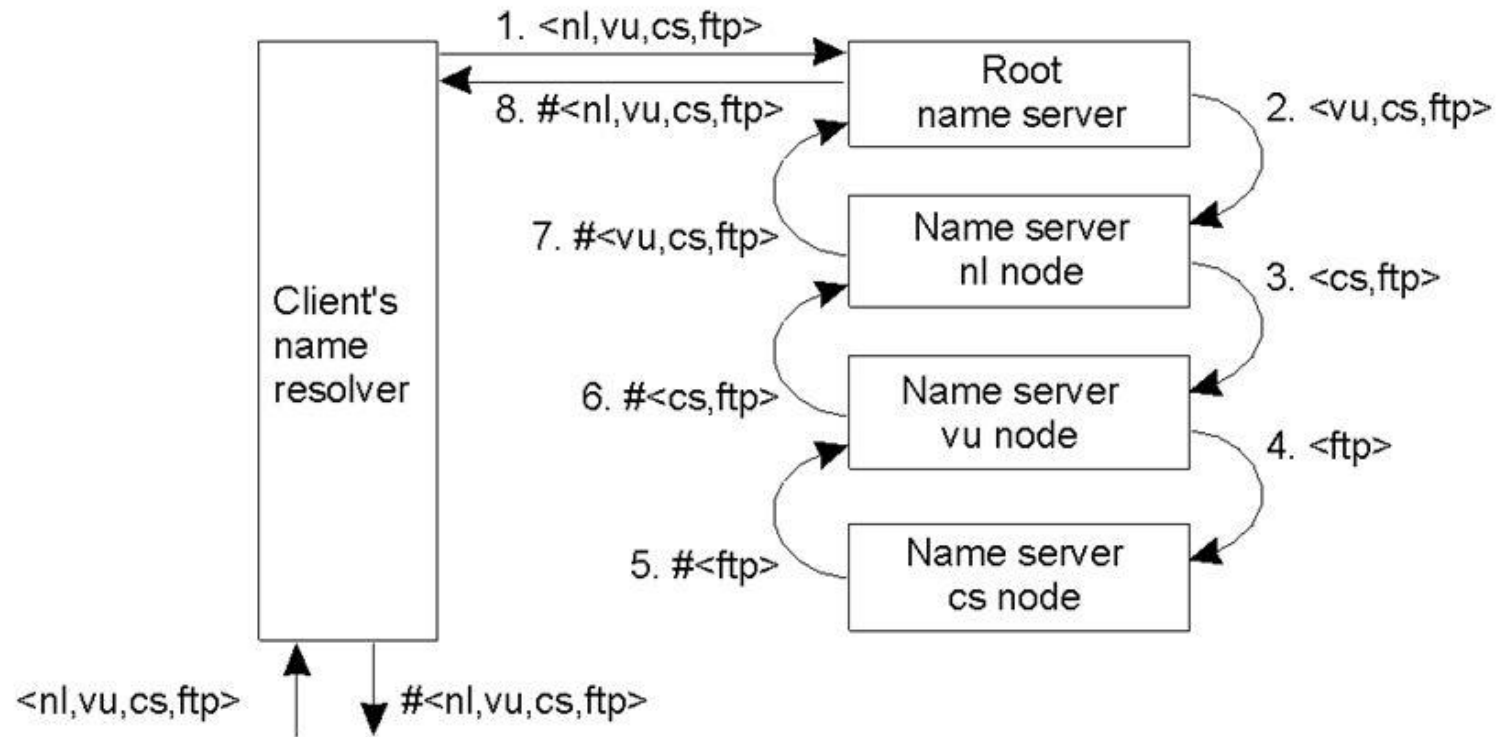 1. <nl,vu,cs,ftp>
8. #<nl,vu,cs,ftp>
Root
name server
2. <vu,cs,ftp>
7. #<vu,cs,ftp>
Name server
nl node
3. <cs,ftp>
Client's
name
resolver
6. #<cs,ftp>
Name server
vu node
4. <ftp>
5. #<ftp>
Name server
cs node
<nl,vu,cs,ftp>
#<nl,vu,cs,ftp>